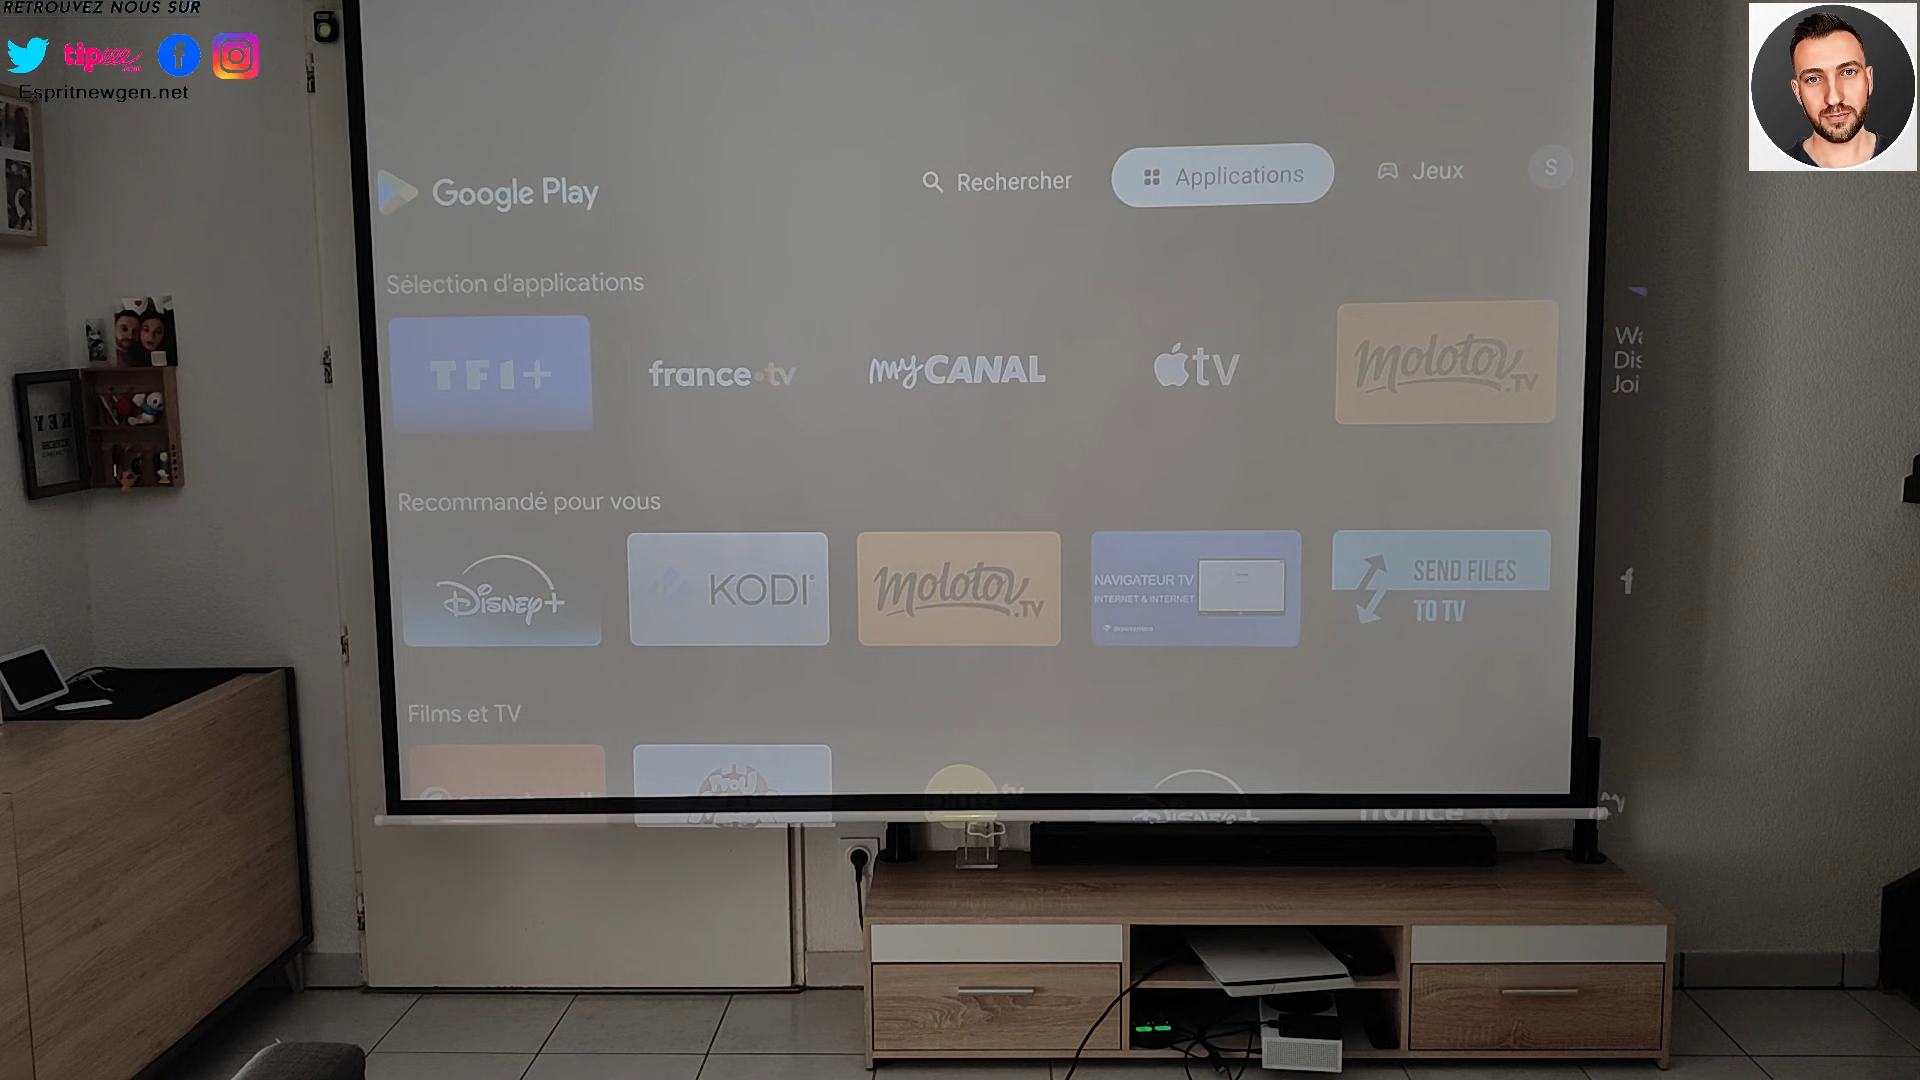 RETROUVEZ NOUS SUR
tipeee
.com
Espritnewgen.net
Google Play
Rechercher
Applications
Jeux
S
Sélection d'applications
TF1+
france•tv
myCANAL
tv
Molotov.TV
Recommandé pour vous
Disney+
KODI
Molotov.TV
NAVIGATEUR TV
INTERNET & INTERNET
SEND FILES
TO TV
Films et TV